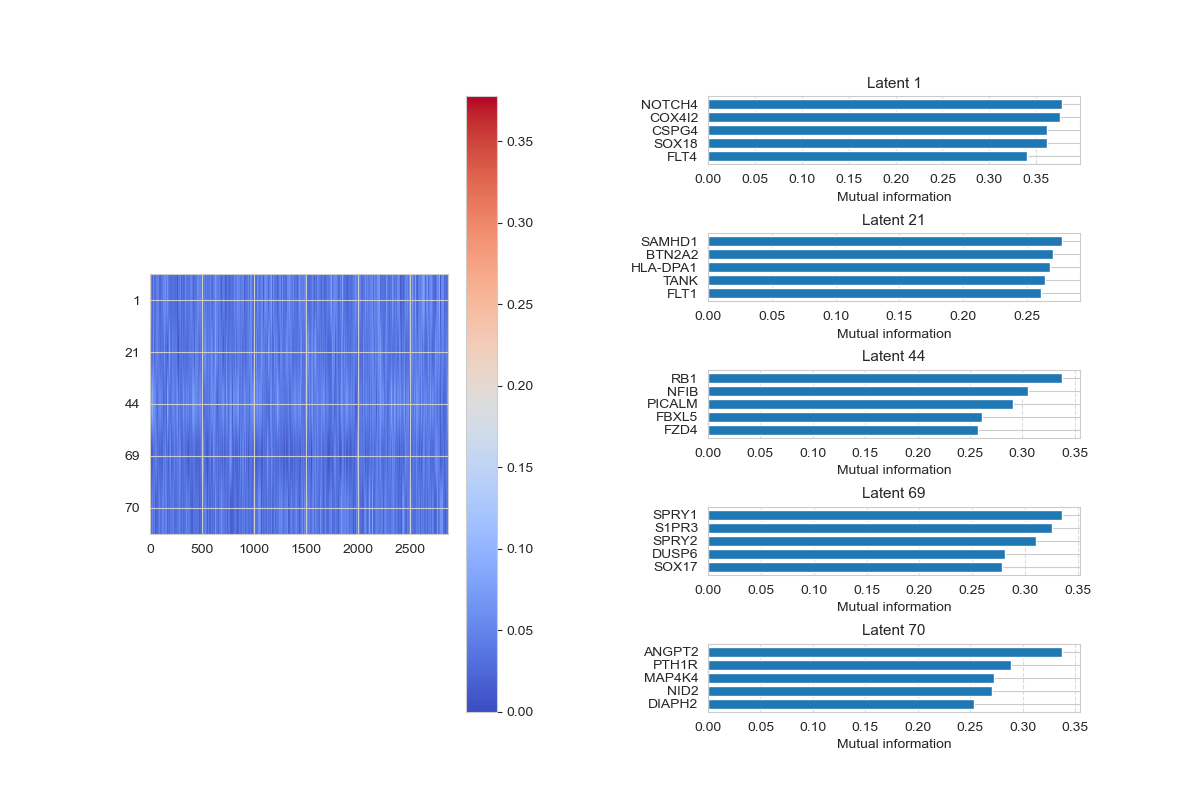 0.35
0.30
0.25
0.20
0.15
0.10
0.05
0.00
1
21
44
69
70
0 500 1000 1500 2000 2500
Latent 1
NOTCH4
COX4I2
CSPG4
SOX18
FLT4
0.00 0.05 0.10 0.15 0.20 0.25 0.30 0.35
Mutual information
Latent 21
SAMHD1
BTN2A2
HLA-DPA1
TANK
FLT1
0.00 0.05 0.10 0.15 0.20 0.25
Mutual information
Latent 44
RB1
NFIB
PICALM
FBXL5
FZD4
0.00 0.05 0.10 0.15 0.20 0.25 0.30 0.35
Mutual information
Latent 69
SPRY1
S1PR3
SPRY2
DUSP6
SOX17
0.00 0.05 0.10 0.15 0.20 0.25 0.30 0.35
Mutual information
Latent 70
ANGPT2
PTH1R
MAP4K4
NID2
DIAPH2
0.00 0.05 0.10 0.15 0.20 0.25 0.30 0.35
Mutual information